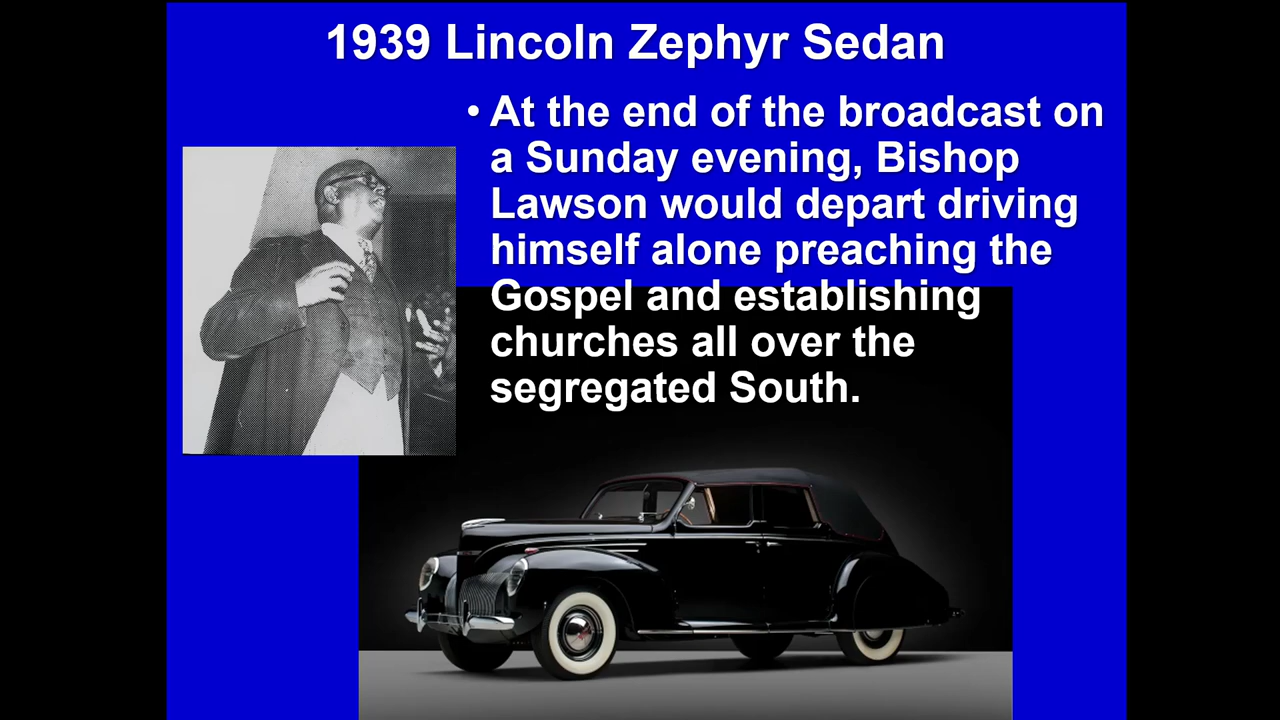 1939 Lincoln Zephyr Sedan
• At the end of the broadcast on
a Sunday evening, Bishop
Lawson would depart driving
himself alone preaching the
Gospel and establishing
churches all over the
segregated South.